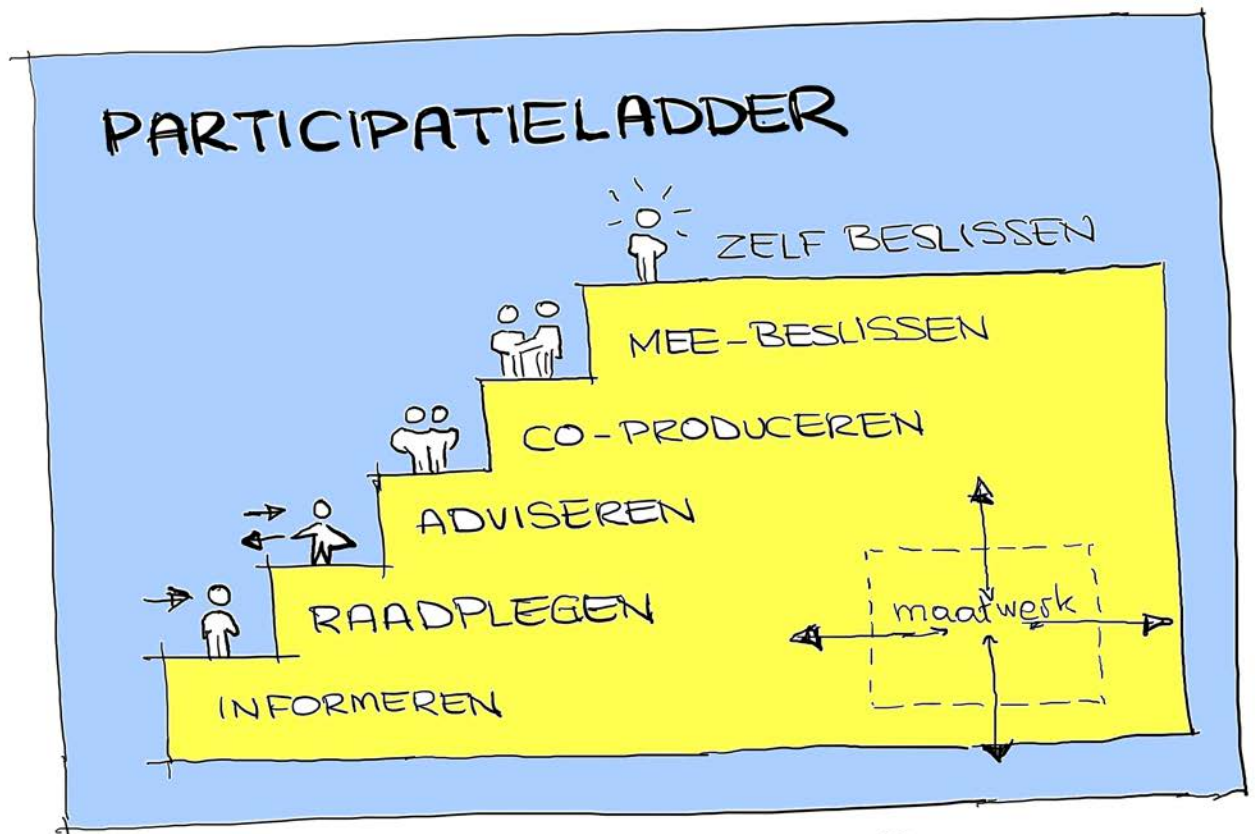 PARTICIPATIELADDER
ZELF BESLISSEN
MEE-BESLISSEN
CO-PRODUCEREN
ADVISEREN
RAADPLEGEN
maatwerk
INFORMEREN